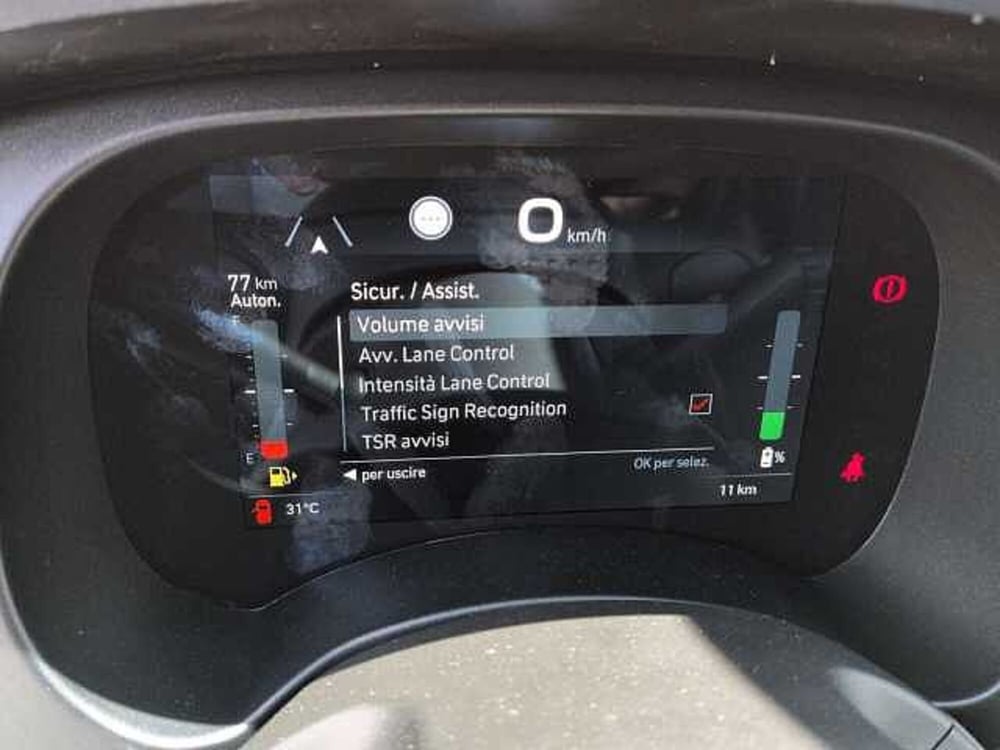 0 km/h
77 km
Auton.
Sicur. / Assist.
Volume avvisi
Avv. Lane Control
Intensità Lane Control
Traffic Sign Recognition
TSR avvisi
F
E
%
◀ per uscire
OK per selez.
11 km
31°C